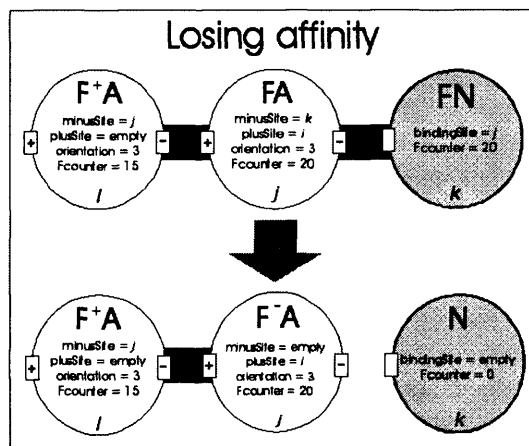 Losing affinity
F⁺A
minusSite = j
plusSite = empty
orientation = 3
Fcounter = 15
i
+
−
FA
minusSite = k
plusSite = i
orientation = 3
Fcounter = 20
j
+
−
FN
bindingSite = j
Fcounter = 20
k
F⁺A
minusSite = j
plusSite = empty
orientation = 3
Fcounter = 15
i
+
−
F⁻A
minusSite = empty
plusSite = i
orientation = 3
Fcounter = 20
j
+
−
N
bindingSite = empty
Fcounter = 0
k